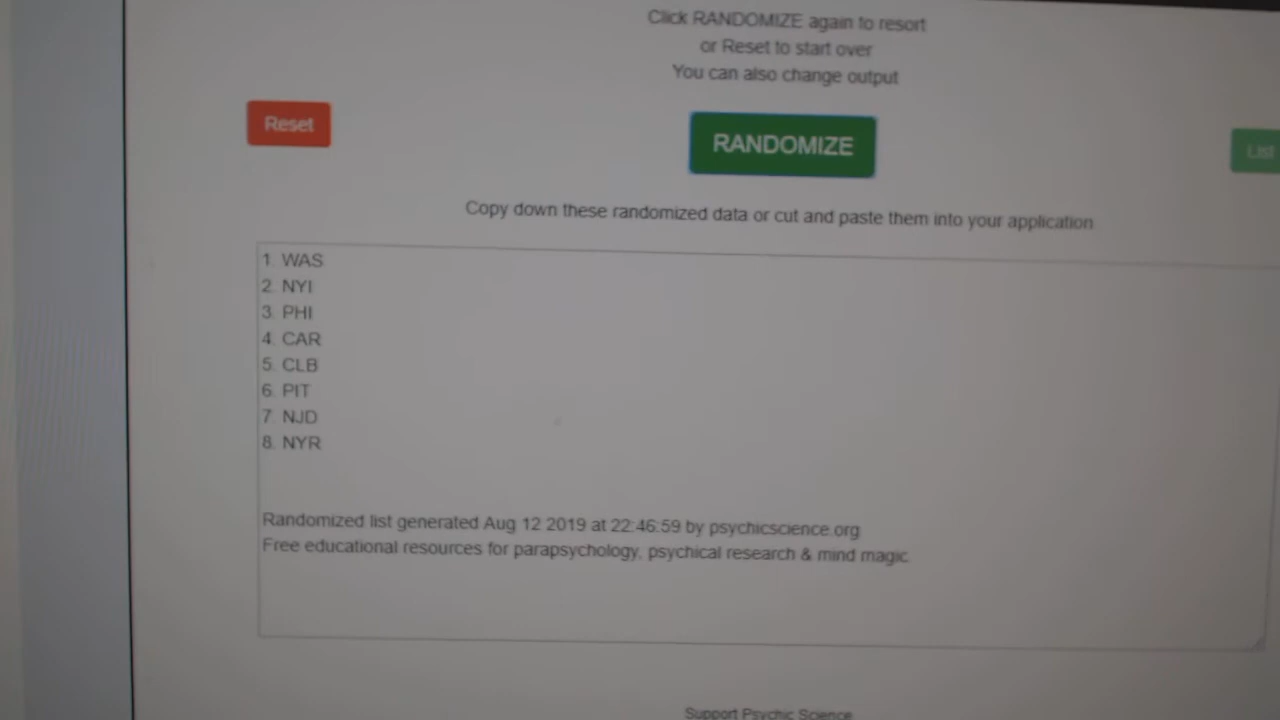 Click RANDOMIZE again to resort
or Reset to start over
You can also change output
Reset
RANDOMIZE
List
Copy down these randomized data or cut and paste them into your application
1. WAS
2. NYI
3. PHI
4. CAR
5. CLB
6. PIT
7. NJD
8. NYR
Randomized list generated Aug 12 2019 at 22:46:59 by psychicscience.org
Free educational resources for parapsychology, psychical research & mind magic
Support Psychic Science